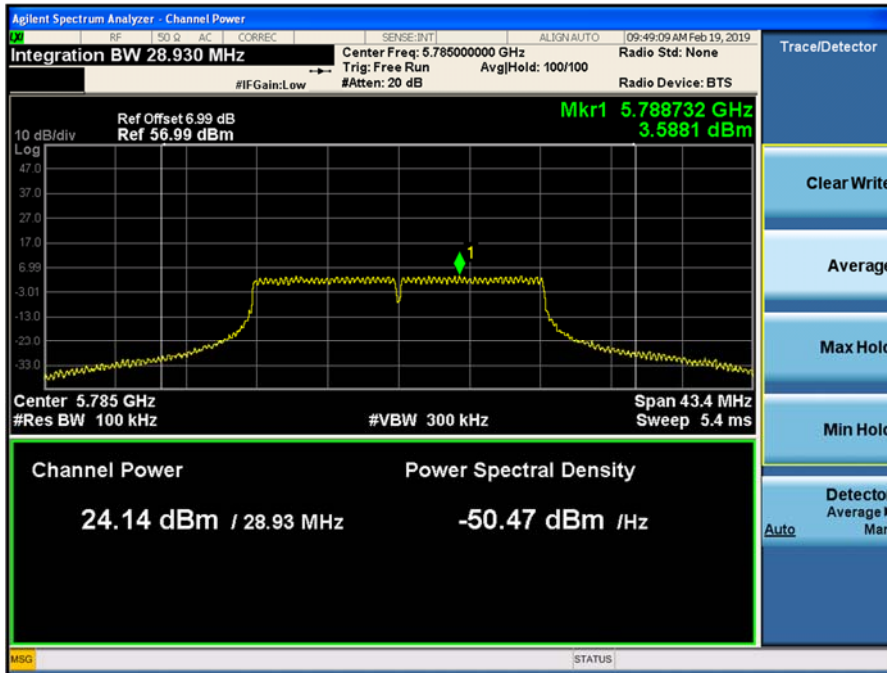 Agilent Spectrum Analyzer - Channel Power
LXI RF 50 Ω AC CORREC SENSE:INT ALIGN AUTO 09:49:09 AM Feb 19, 2019
Integration BW 28.930 MHz Center Freq: 5.785000000 GHz Radio Std: None
Trig: Free Run Avg|Hold: 100/100
#IFGain:Low #Atten: 20 dB Radio Device: BTS
Trace/Detector
Mkr1 5.788732 GHz
3.5881 dBm
Ref Offset 6.99 dB
10 dB/div Ref 56.99 dBm
Log
47.0
37.0
27.0
17.0
6.99
-3.01
-13.0
-23.0
-33.0
1
Center 5.785 GHz Span 43.4 MHz
#Res BW 100 kHz #VBW 300 kHz Sweep 5.4 ms
Channel Power Power Spectral Density
24.14 dBm / 28.93 MHz -50.47 dBm /Hz
Clear Write
Average
Max Hold
Min Hold
Detector
Average
Auto Man
MSG STATUS